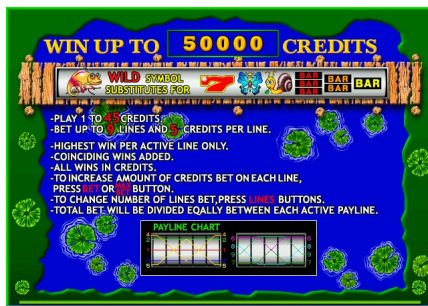 WIN UP TO 50000 CREDITS
WILD SYMBOL
SUBSTITUTES FOR
7
BAR
BAR
BAR
BAR
BAR
BAR
-PLAY 1 TO 45 CREDITS.
-BET UP TO 9 LINES AND 5 CREDITS PER LINE.
-HIGHEST WIN PER ACTIVE LINE ONLY.
-COINCIDING WINS ADDED.
-ALL WINS IN CREDITS.
-TO INCREASE AMOUNT OF CREDITS BET ON EACH LINE,
PRESS BET OR MAX BET BUTTON.
-TO CHANGE NUMBER OF LINES BET,PRESS LINES BUTTONS.
-TOTAL BET WILL BE DIVIDED EQALLY BETWEEN EACH ACTIVE PAYLINE.
PAYLINE CHART